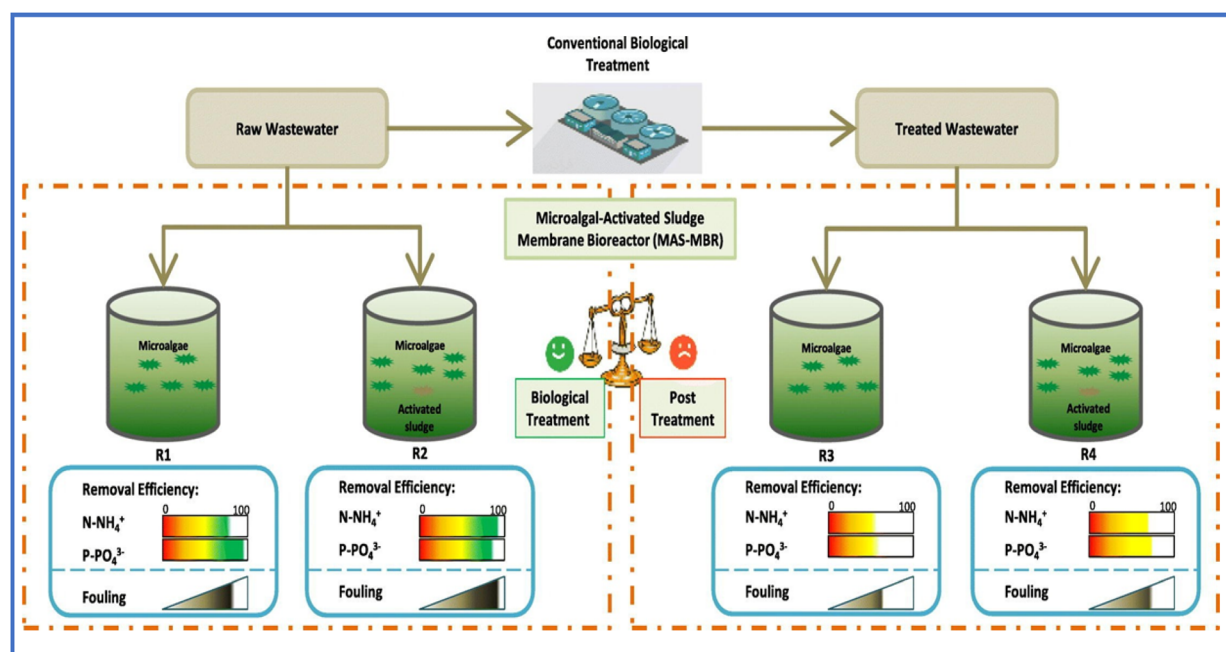 Conventional Biological
Treatment
Raw Wastewater
Treated Wastewater
Microalgal-Activated Sludge
Membrane Bioreactor (MAS-MBR)
Microalgae
R1
Microalgae
Activated
sludge
R2
Biological
Treatment
Post
Treatment
Microalgae
R3
Microalgae
Activated
sludge
R4
Removal Efficiency:
0 100
N-NH₄⁺
P-PO₄³⁻
Fouling
Removal Efficiency:
0 100
N-NH₄⁺
P-PO₄³⁻
Fouling
Removal Efficiency:
0 100
N-NH₄⁺
P-PO₄³⁻
Fouling
Removal Efficiency:
0 100
N-NH₄⁺
P-PO₄³⁻
Fouling